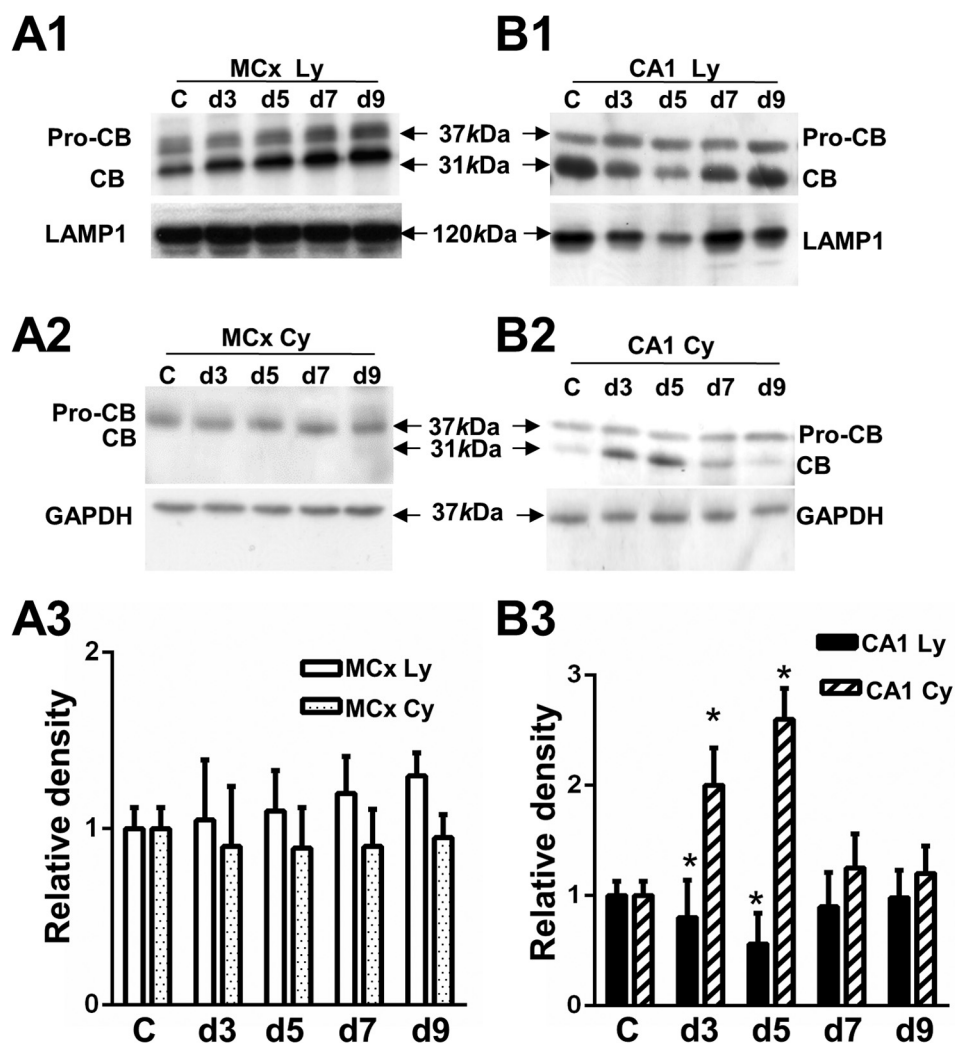 A1
MCx Ly
C d3 d5 d7 d9
Pro-CB
CB
LAMP1
37kDa
31kDa
120kDa
B1
CA1 Ly
C d3 d5 d7 d9
Pro-CB
CB
LAMP1
A2
MCx Cy
C d3 d5 d7 d9
Pro-CB
CB
GAPDH
37kDa
31kDa
37kDa
B2
CA1 Cy
C d3 d5 d7 d9
Pro-CB
CB
GAPDH
A3
Relative density
2
1
0
MCx Ly
MCx Cy
C d3 d5 d7 d9
B3
Relative density
3
2
1
0
CA1 Ly
CA1 Cy
* * * *
C d3 d5 d7 d9